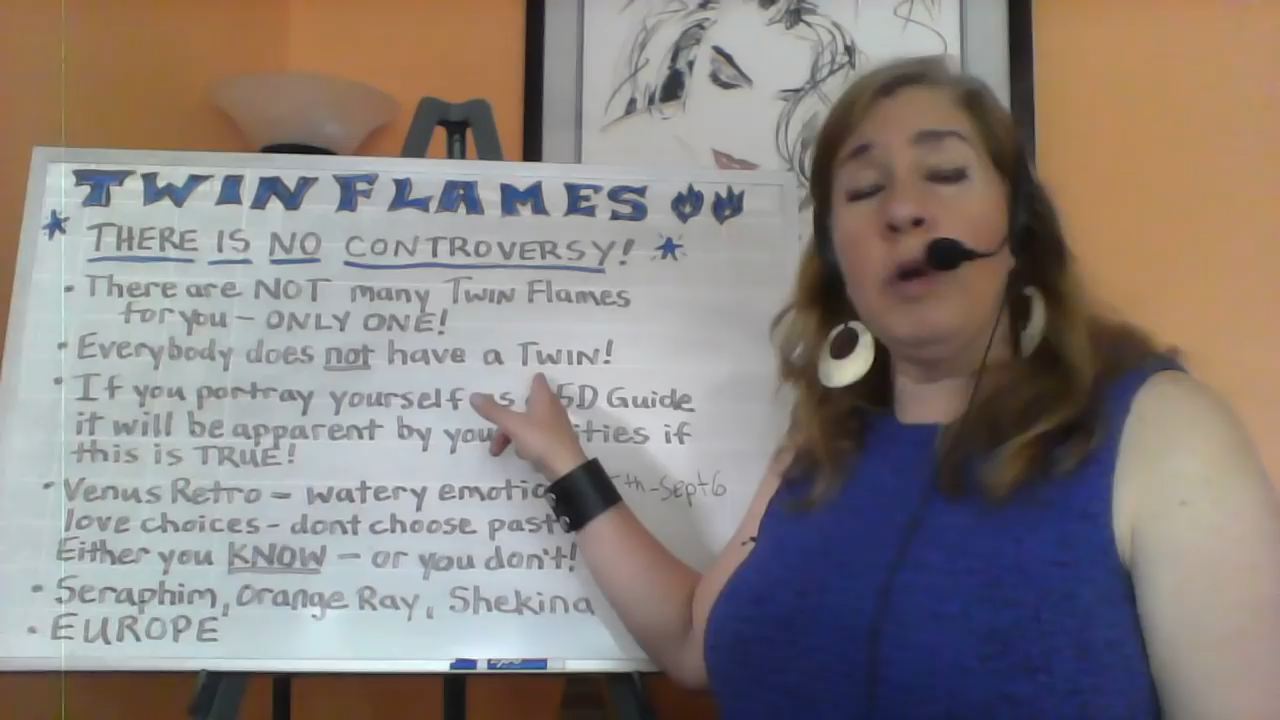 TWIN FLAMES
THERE IS NO CONTROVERSY!
• There are NOT many TWIN Flames
for you - ONLY ONE!
• Everybody does not have a TWIN!
• If you portray yourself 5D Guide
it will be apparent by if
this is TRUE!
• Venus Retro = watery th-Sept 6
love choices - dont choose past
Either you KNOW - or you don't!
• Seraphim, Orange Ray, Shekina
• EUROPE